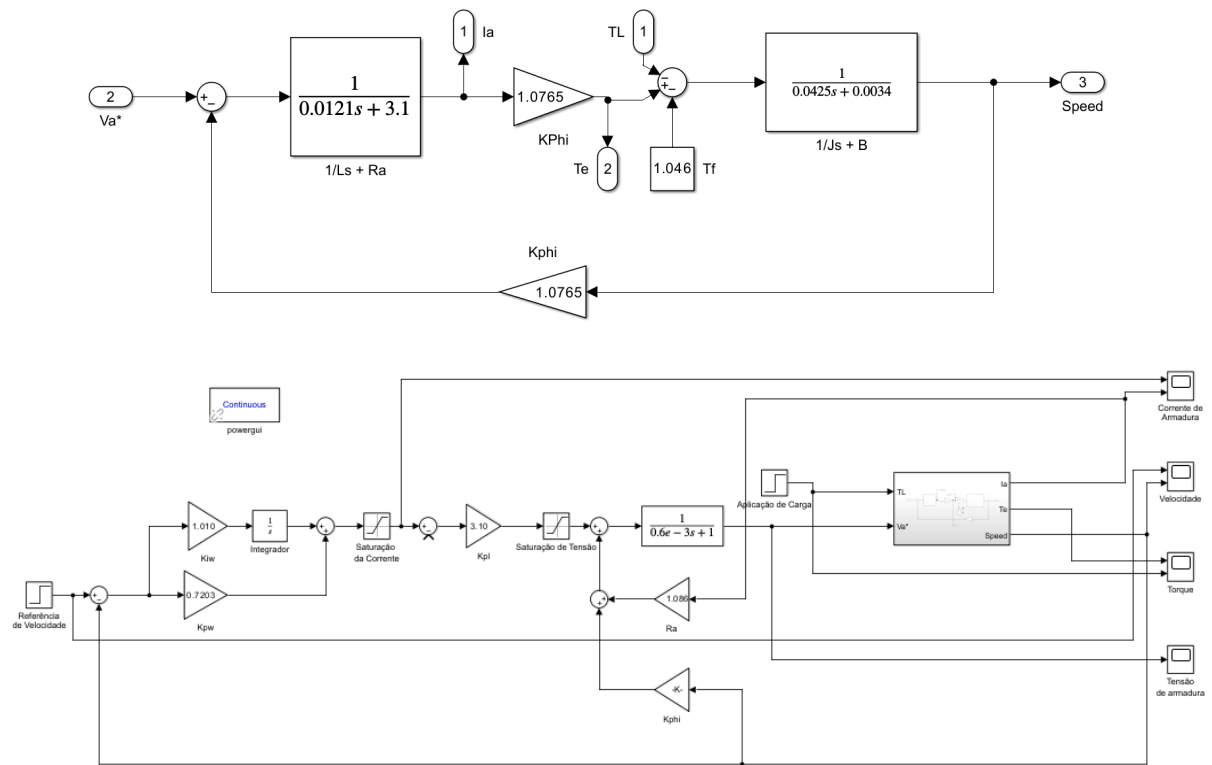 1 Ia
TL 1
2
Va*
+
−
1
0.0121s + 3.1
1/Ls + Ra
1.0765
KPhi
Te 2
−
+
−
1.046 Tf
1
0.0425s + 0.0034
1/Js + B
3
Speed
Kphi
1.0765
Continuous
powergui
Corrente de
Armadura
Aplicação de Carga
TL
Va*
Ia
Te
Speed
Velocidade
1.010
Kiw
1
s
Integrador
+
+
Saturação
da Corrente
+
−
3.10
KpI
Saturação de Tensão
+
+
1
0.6e − 3s + 1
Torque
Referência
de Velocidade
+
−
0.7203
Kpw
+
+
1.086
Ra
-K-
Kphi
Tensão
de armadura